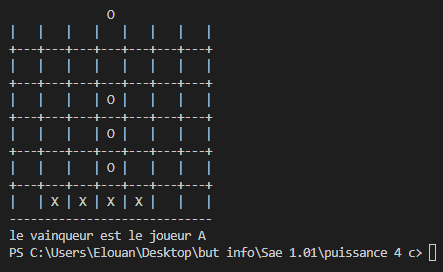 O
|   |   |   |   |   |   |   |
+---+---+---+---+---+---+---+
|   |   |   |   |   |   |   |
+---+---+---+---+---+---+---+
|   |   |   | O |   |   |   |
+---+---+---+---+---+---+---+
|   |   |   | O |   |   |   |
+---+---+---+---+---+---+---+
|   |   |   | O |   |   |   |
+---+---+---+---+---+---+---+
|   | X | X | X | X |   |   |
-----------------------------
le vainqueur est le joueur A
PS C:\Users\Elouan\Desktop\but info\Sae 1.01\puissance 4 c>